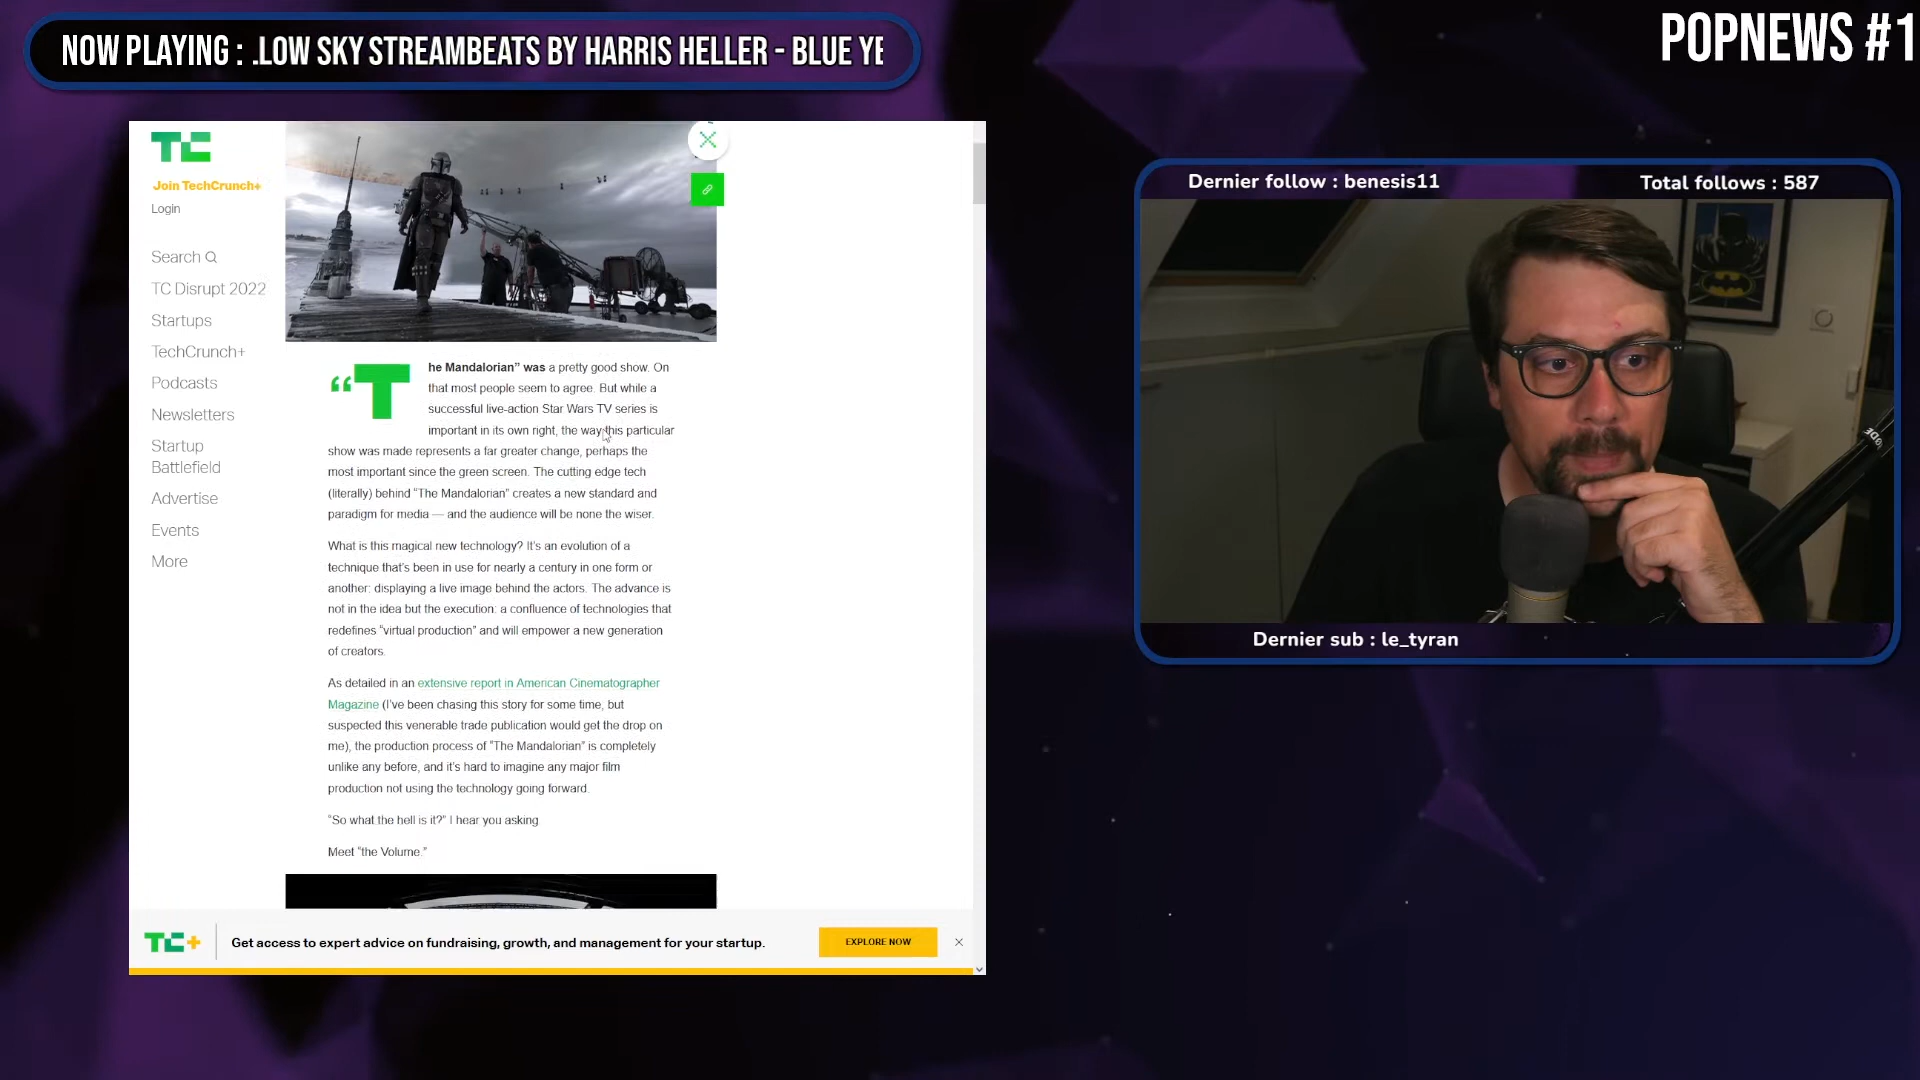 NOW PLAYING : .LOW SKY STREAMBEATS BY HARRIS HELLER - BLUE YE
POPNEWS #1
TC
Join TechCrunch+
Login
Search
TC Disrupt 2022
Startups
TechCrunch+
Podcasts
Newsletters
Startup
Battlefield
Advertise
Events
More
“The Mandalorian” was a pretty good show. On
that most people seem to agree. But while a
successful live-action Star Wars TV series is
important in its own right, the way this particular
show was made represents a far greater change, perhaps the
most important since the green screen. The cutting edge tech
(literally) behind “The Mandalorian” creates a new standard and
paradigm for media — and the audience will be none the wiser.
What is this magical new technology? It’s an evolution of a
technique that’s been in use for nearly a century in one form or
another: displaying a live image behind the actors. The advance is
not in the idea but the execution: a confluence of technologies that
redefines “virtual production” and will empower a new generation
of creators.
As detailed in an extensive report in American Cinematographer
Magazine (I’ve been chasing this story for some time, but
suspected this venerable trade publication would get the drop on
me), the production process of “The Mandalorian” is completely
unlike any before, and it’s hard to imagine any major film
production not using the technology going forward.
“So what the hell is it?” I hear you asking
Meet “the Volume.”
TC+
Get access to expert advice on fundraising, growth, and management for your startup.
EXPLORE NOW
Dernier follow : benesis11
Total follows : 587
Dernier sub : le_tyran